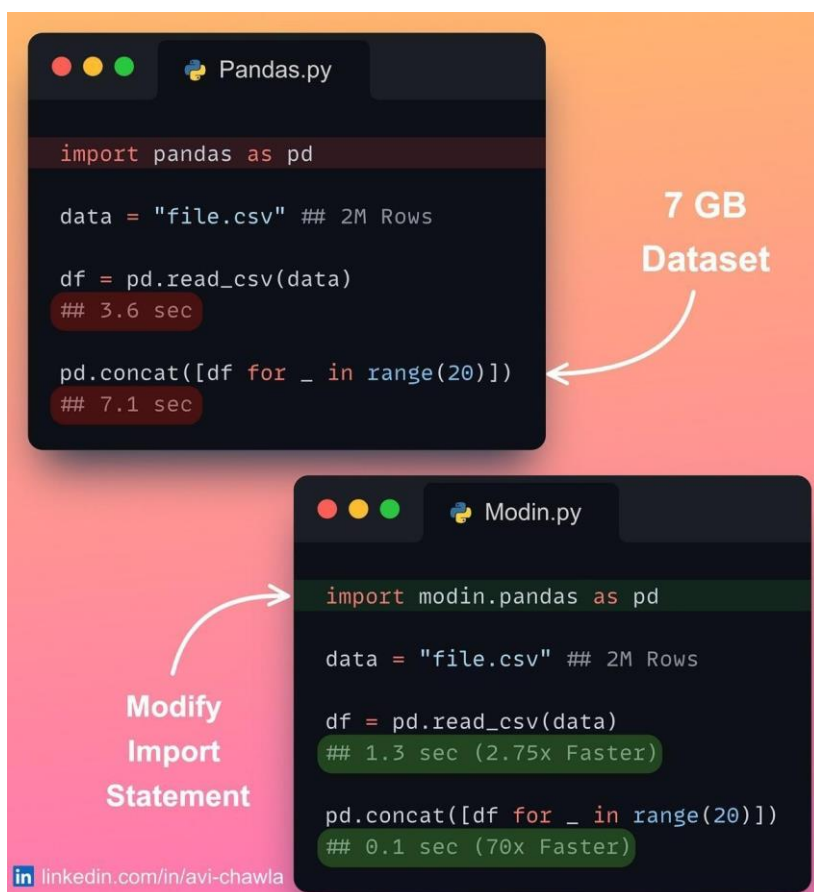 Pandas.py
import pandas as pd
data = "file.csv" ## 2M Rows
df = pd.read_csv(data)
## 3.6 sec
pd.concat([df for _ in range(20)])
## 7.1 sec
7 GB
Dataset
Modin.py
import modin.pandas as pd
data = "file.csv" ## 2M Rows
df = pd.read_csv(data)
## 1.3 sec (2.75x Faster)
pd.concat([df for _ in range(20)])
## 0.1 sec (70x Faster)
Modify
Import
Statement
in linkedin.com/in/avi-chawla